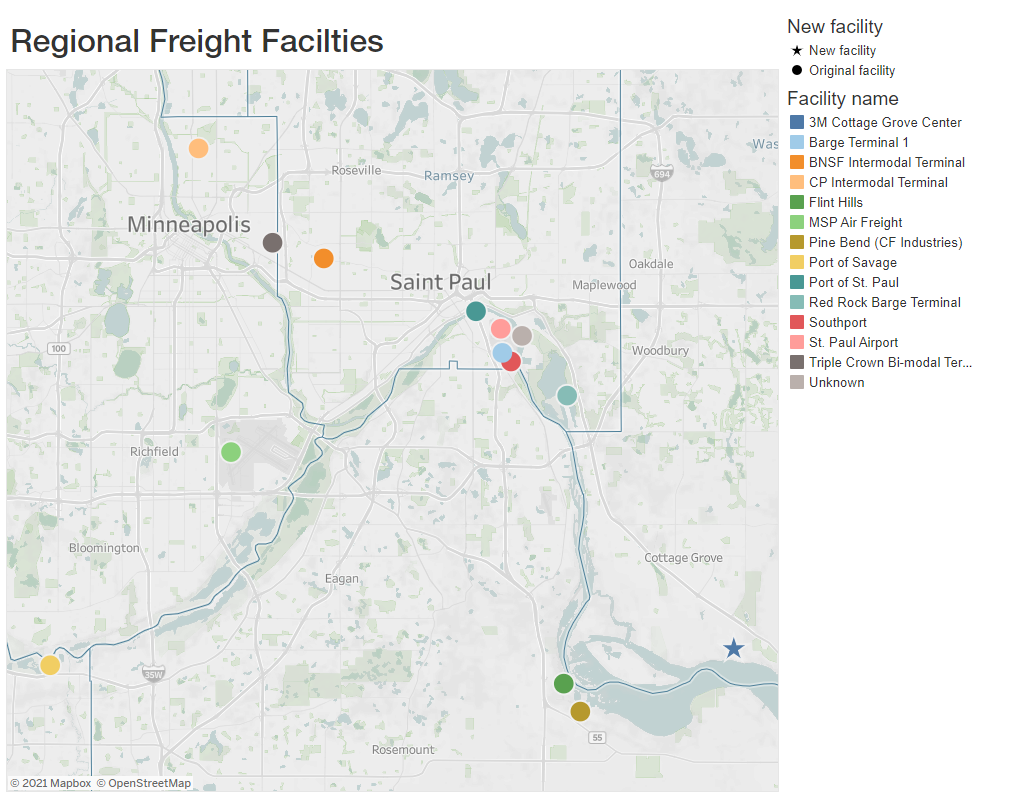 Regional Freight Facilties
New facility
New facility
Original facility
Facility name
3M Cottage Grove Center
Barge Terminal 1
BNSF Intermodal Terminal
CP Intermodal Terminal
Flint Hills
MSP Air Freight
Pine Bend (CF Industries)
Port of Savage
Port of St. Paul
Red Rock Barge Terminal
Southport
St. Paul Airport
Triple Crown Bi-modal Ter...
Unknown
Was
Roseville
Ramsey
694
Minneapolis
Oakdale
Saint Paul
Maplewood
100
Woodbury
Richfield
Bloomington
Cottage Grove
Eagan
35W
55
Rosemount
© 2021 Mapbox © OpenStreetMap